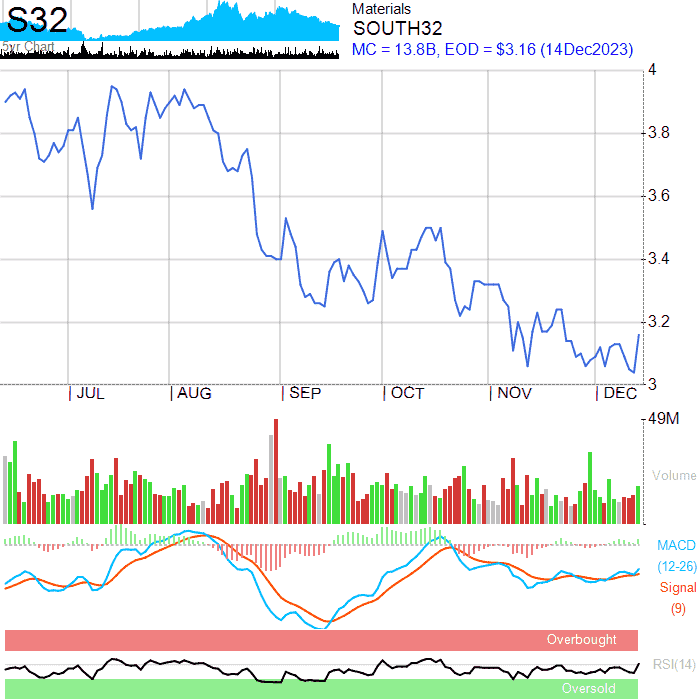 S32
5yr Chart
Materials
SOUTH32
MC = 13.8B, EOD = $3.16 (14Dec2023)
4
3.8
3.6
3.4
3.2
3
JUL AUG SEP OCT NOV DEC
49M
Volume
MACD
(12-26)
Signal
(9)
Overbought
RSI(14)
Oversold